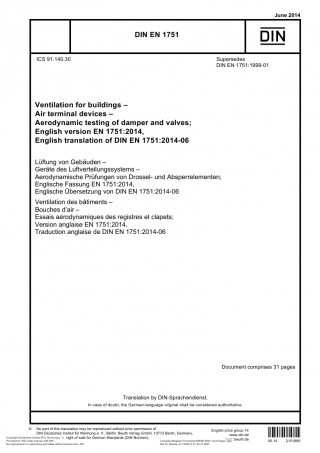 June 2014
DIN EN 1751
DIN
ICS 91.140.30
Supersedes
DIN EN 1751:1999-01
Ventilation for buildings –
Air terminal devices –
Aerodynamic testing of damper and valves;
English version EN 1751:2014,
English translation of DIN EN 1751:2014-06
Lüftung von Gebäuden –
Geräte des Luftverteilungssystems –
Aerodynamische Prüfungen von Drossel- und Absperrelementen;
Englische Fassung EN 1751:2014,
Englische Übersetzung von DIN EN 1751:2014-06
Ventilation des bâtiments –
Bouches d’air –
Essais aérodynamiques des registres et clapets;
Version anglaise EN 1751:2014,
Traduction anglaise de DIN EN 1751:2014-06
Document comprises 31 pages
Translation by DIN-Sprachendienst.
In case of doubt, the German-language original shall be considered authoritative.
© No part of this translation may be reproduced without prior permission of
DIN Deutsches Institut für Normung e. V., Berlin. Beuth Verlag GmbH, 10772 Berlin, Germany,
right of sale for German Standards (DIN-Normen).
English price group 14
www.din.de
www.beuth.de